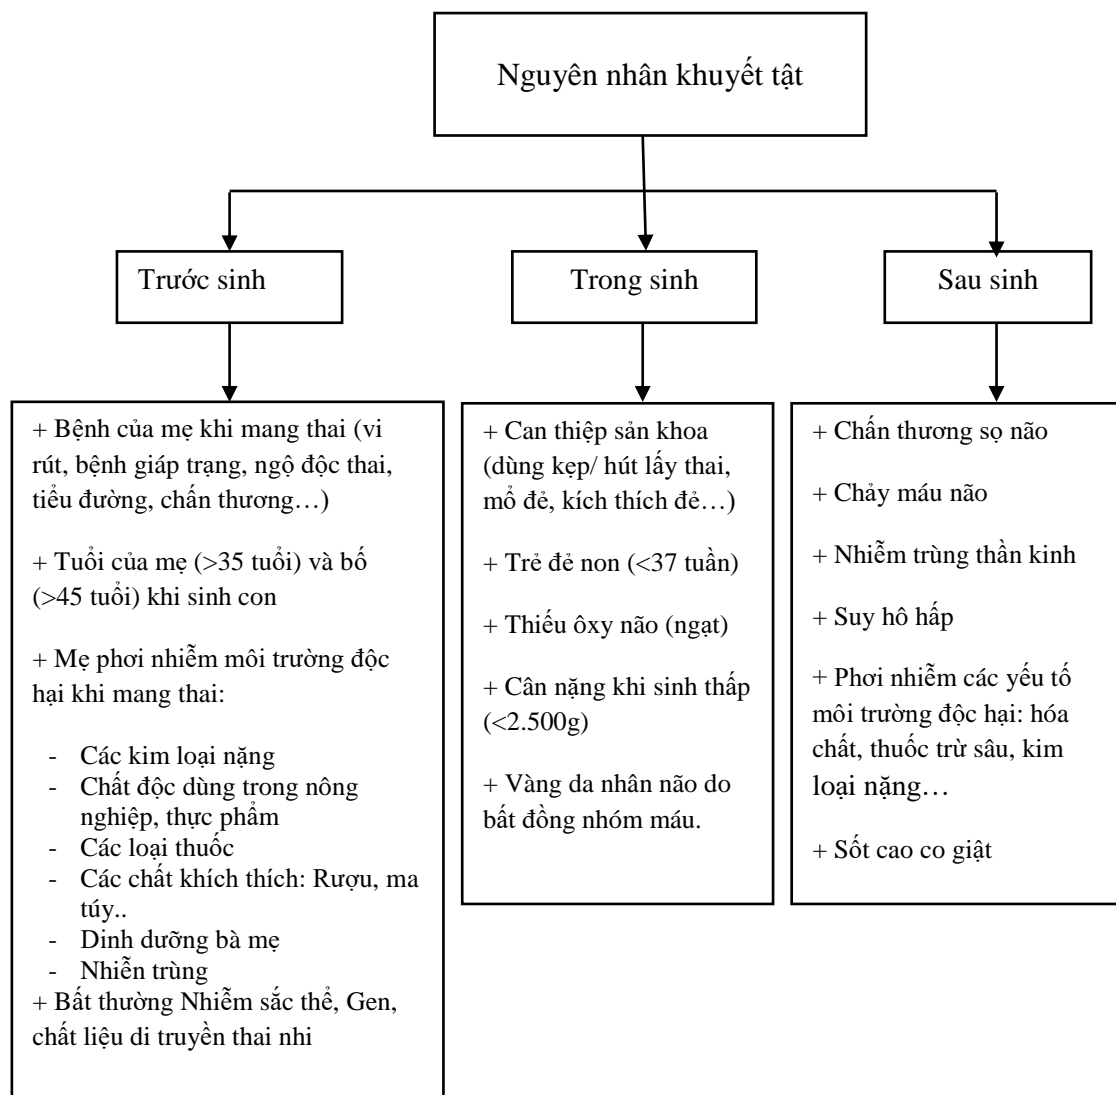 Nguyên nhân khuyết tật
Trước sinh
Trong sinh
Sau sinh
+ Bệnh của mẹ khi mang thai (vi
rút, bệnh giáp trạng, ngộ độc thai,
tiểu đường, chấn thương…)
+ Tuổi của mẹ (>35 tuổi) và bố
(>45 tuổi) khi sinh con
+ Mẹ phơi nhiễm môi trường độc
hại khi mang thai:
- Các kim loại nặng
- Chất độc dùng trong nông
nghiệp, thực phẩm
- Các loại thuốc
- Các chất khích thích: Rượu, ma
túy..
- Dinh dưỡng bà mẹ
- Nhiễn trùng
+ Bất thường Nhiễm sắc thể, Gen,
chất liệu di truyền thai nhi
+ Can thiệp sản khoa
(dùng kẹp/ hút lấy thai,
mổ đẻ, kích thích đẻ…)
+ Trẻ đẻ non (<37 tuần)
+ Thiếu ôxy não (ngạt)
+ Cân nặng khi sinh thấp
(<2.500g)
+ Vàng da nhân não do
bất đồng nhóm máu.
+ Chấn thương sọ não
+ Chảy máu não
+ Nhiễm trùng thần kinh
+ Suy hô hấp
+ Phơi nhiễm các yếu tố
môi trường độc hại: hóa
chất, thuốc trừ sâu, kim
loại nặng…
+ Sốt cao co giật